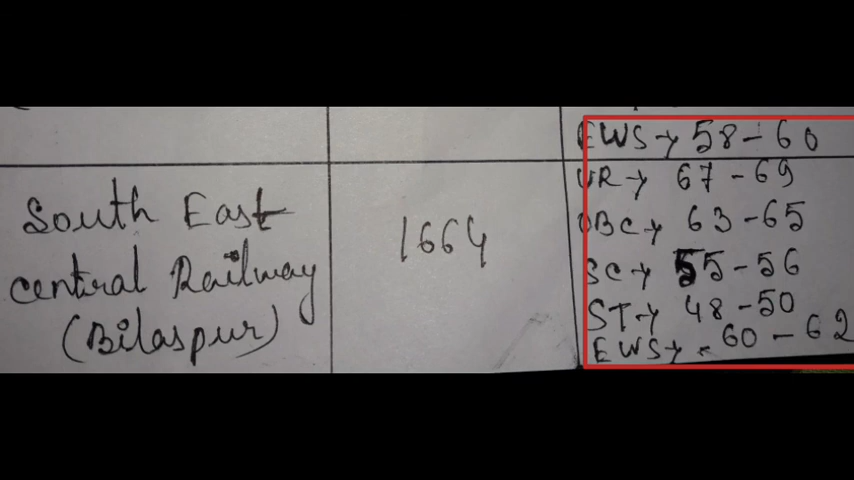 EWS → 58 - 60
South East
central Railway
(Bilaspur)
1664
UR → 67 - 69
OBC → 63 - 65
SC → 55 - 56
ST → 48 - 50
EWS → 60 - 62